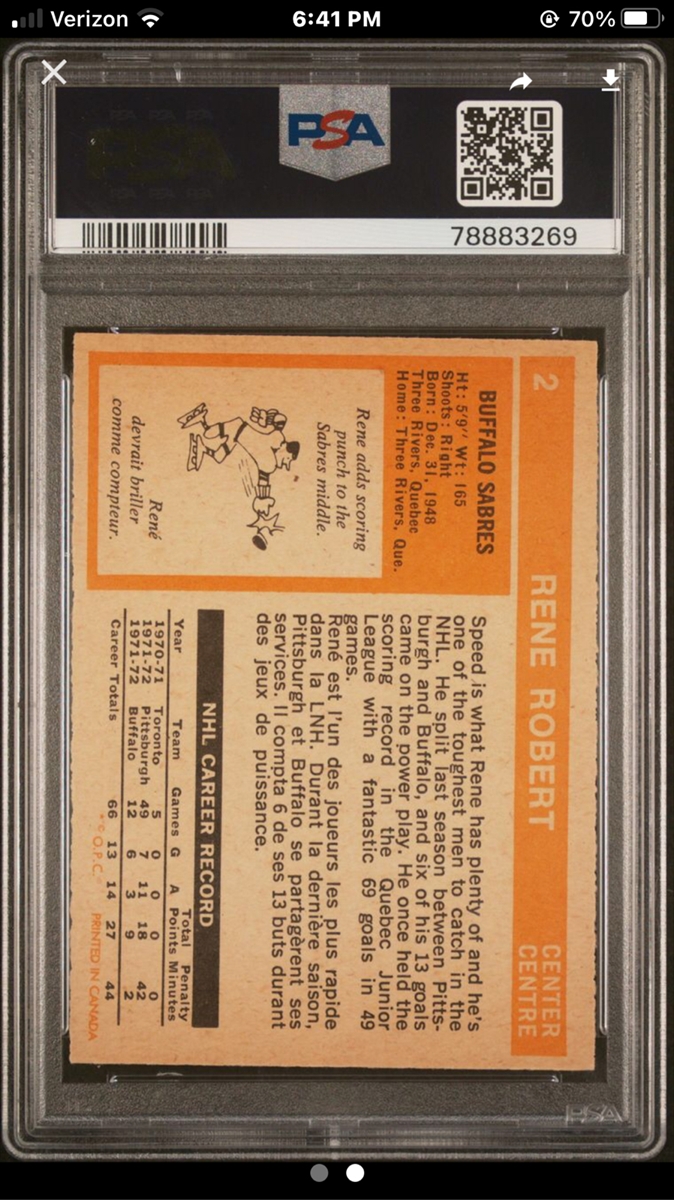 Verizon 6:41 PM 70%
PSA
78883269
2 RENE ROBERT CENTER
CENTRE
BUFFALO SABRES
Ht: 5'9" Wt: 165
Shoots: Right
Born: Dec. 31, 1948
Three Rivers, Quebec
Home: Three Rivers, Que.
Rene adds scoring
punch to the
Sabres middle.
René
devrait briller
comme compteur.
Speed is what Rene has plenty of and he's
one of the toughest men to catch in the
NHL. He split last season between Pitts-
burgh and Buffalo, and six of his 13 goals
came on the power play. He once held the
scoring record in the Quebec Junior
League with a fantastic 69 goals in 49
games.
René est l'un des joueurs les plus rapide
dans la LNH. Durant la dernière saison,
Pittsburgh et Buffalo se partagèrent ses
services. Il compta 6 de ses 13 buts durant
des jeux de puissance.
NHL CAREER RECORD
Total Penalty
Year Team Games G A Points Minutes
1970-71 Toronto 5 0 0 0 0
1971-72 Pittsburgh 49 7 11 18 42
1971-72 Buffalo 12 6 3 9 2
Career Totals 66 13 14 27 44
© O.P.C. PRINTED IN CANADA
PSA